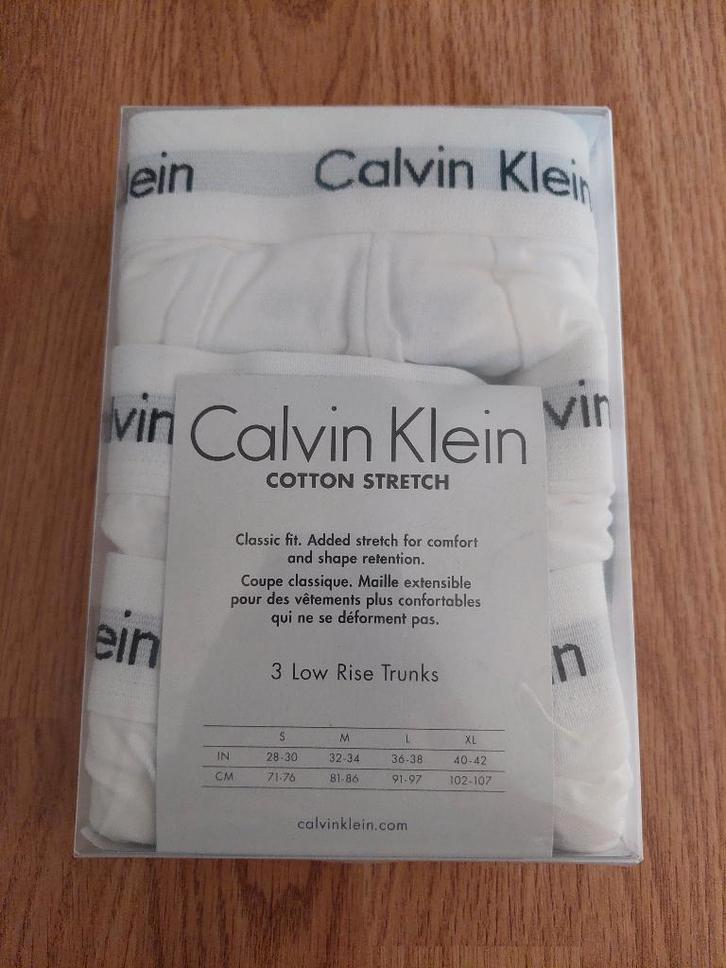 lein Calvin Klein
lvin
vin
Calvin Klein
COTTON STRETCH
Classic fit. Added stretch for comfort
and shape retention.
Coupe classique. Maille extensible
pour des vêtements plus confortables
qui ne se déforment pas.
ein
n
3 Low Rise Trunks
S M L XL
IN 28-30 32-34 36-38 40-42
CM 71-76 81-86 91-97 102-107
calvinklein.com